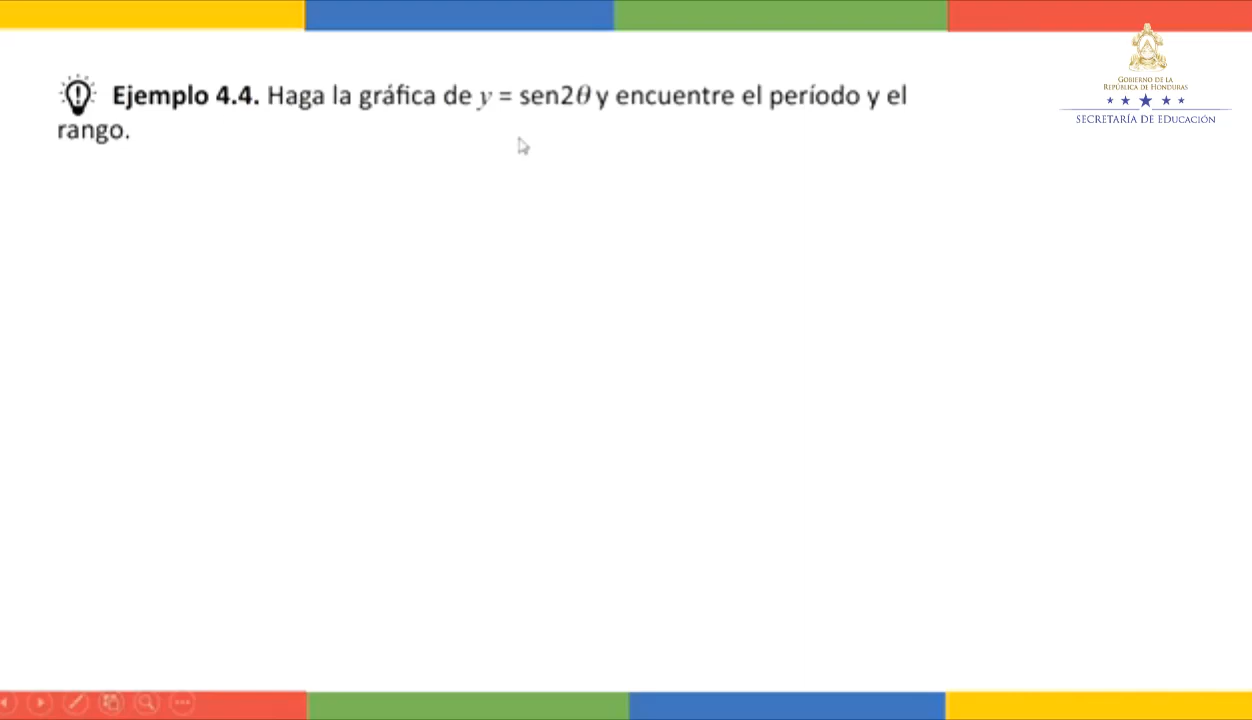 Ejemplo 4.4. Haga la gráfica de y = sen2θ y encuentre el período y el
rango.
GOBIERNO DE LA
REPÚBLICA DE HONDURAS
SECRETARÍA DE EDUCACIÓN